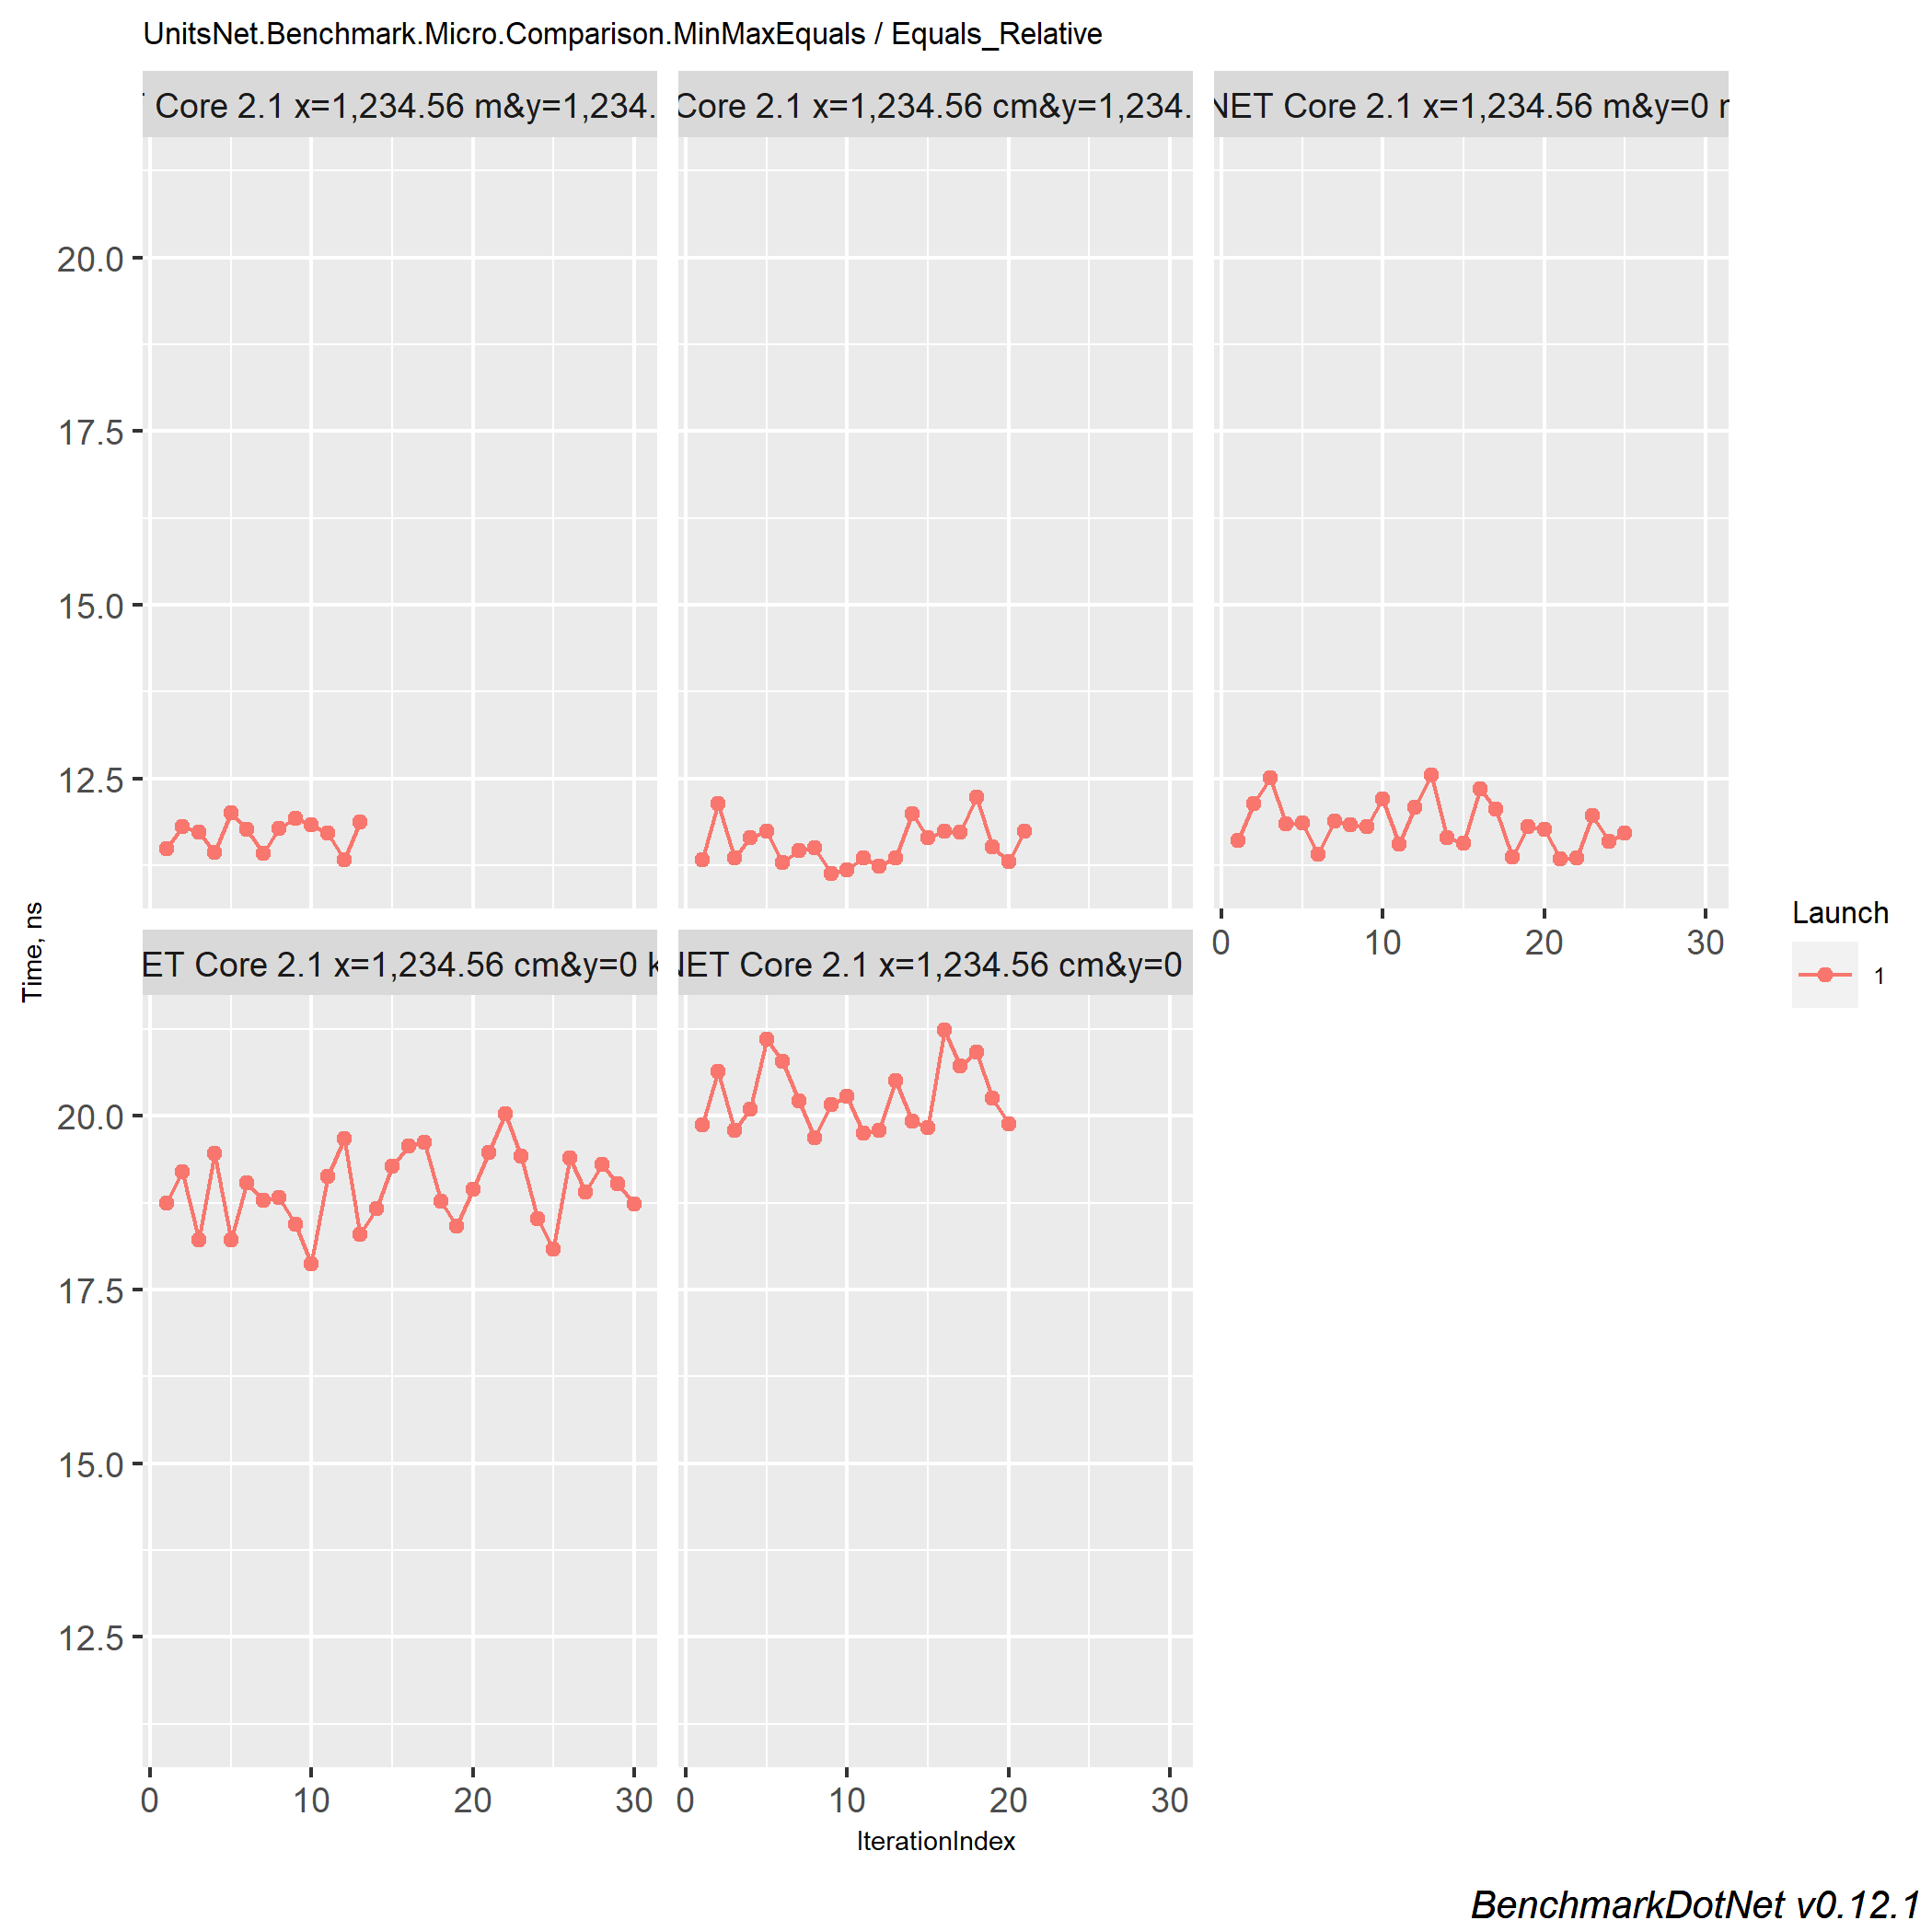 UnitsNet.Benchmark.Micro.Comparison.MinMaxEquals / Equals_Relative
Core 2.1 x=1,234.56 m&y=1,234.
Core 2.1 x=1,234.56 cm&y=1,234.
NET Core 2.1 x=1,234.56 m&y=0
20.0
17.5
15.0
12.5
0 10 20 30
Time, ns
Launch
1
ET Core 2.1 x=1,234.56 cm&y=0 k
NET Core 2.1 x=1,234.56 cm&y=0
20.0
17.5
15.0
12.5
0 10 20 30
0 10 20 30
IterationIndex
BenchmarkDotNet v0.12.1